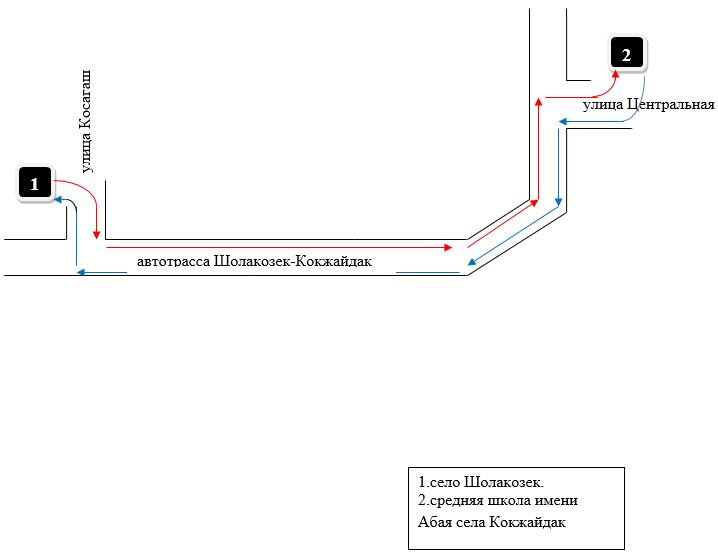 2
улица Центральная
улица Косагаш
1
автотрасса Шолакозек-Кокжайдак
1.село Шолакозек.
2.средняя школа имени
Абая села Кокжайдак